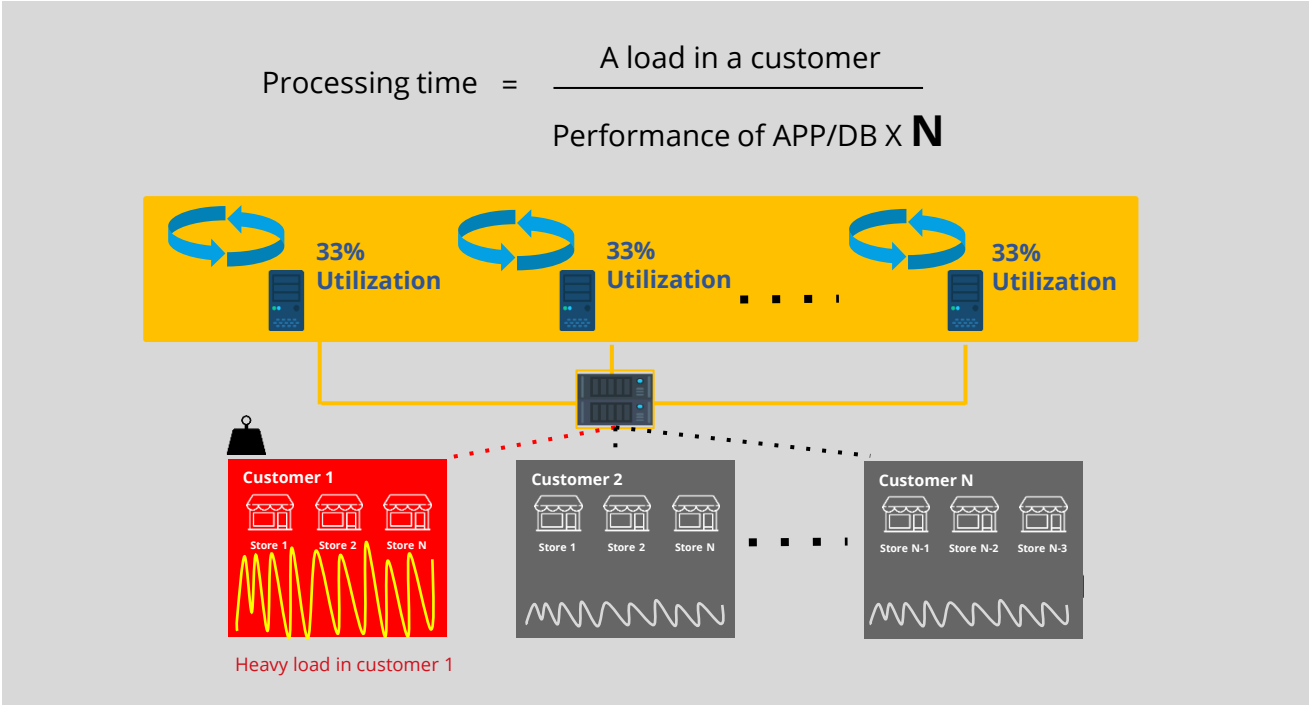 A load in a customer
Processing time =
Performance of APP/DB X N
33%
Utilization
33%
Utilization
33%
Utilization
Customer 1
Store 1 Store 2 Store N
Customer 2
Store 1 Store 2 Store N
Customer N
Store N-1 Store N-2 Store N-3
Heavy load in customer 1